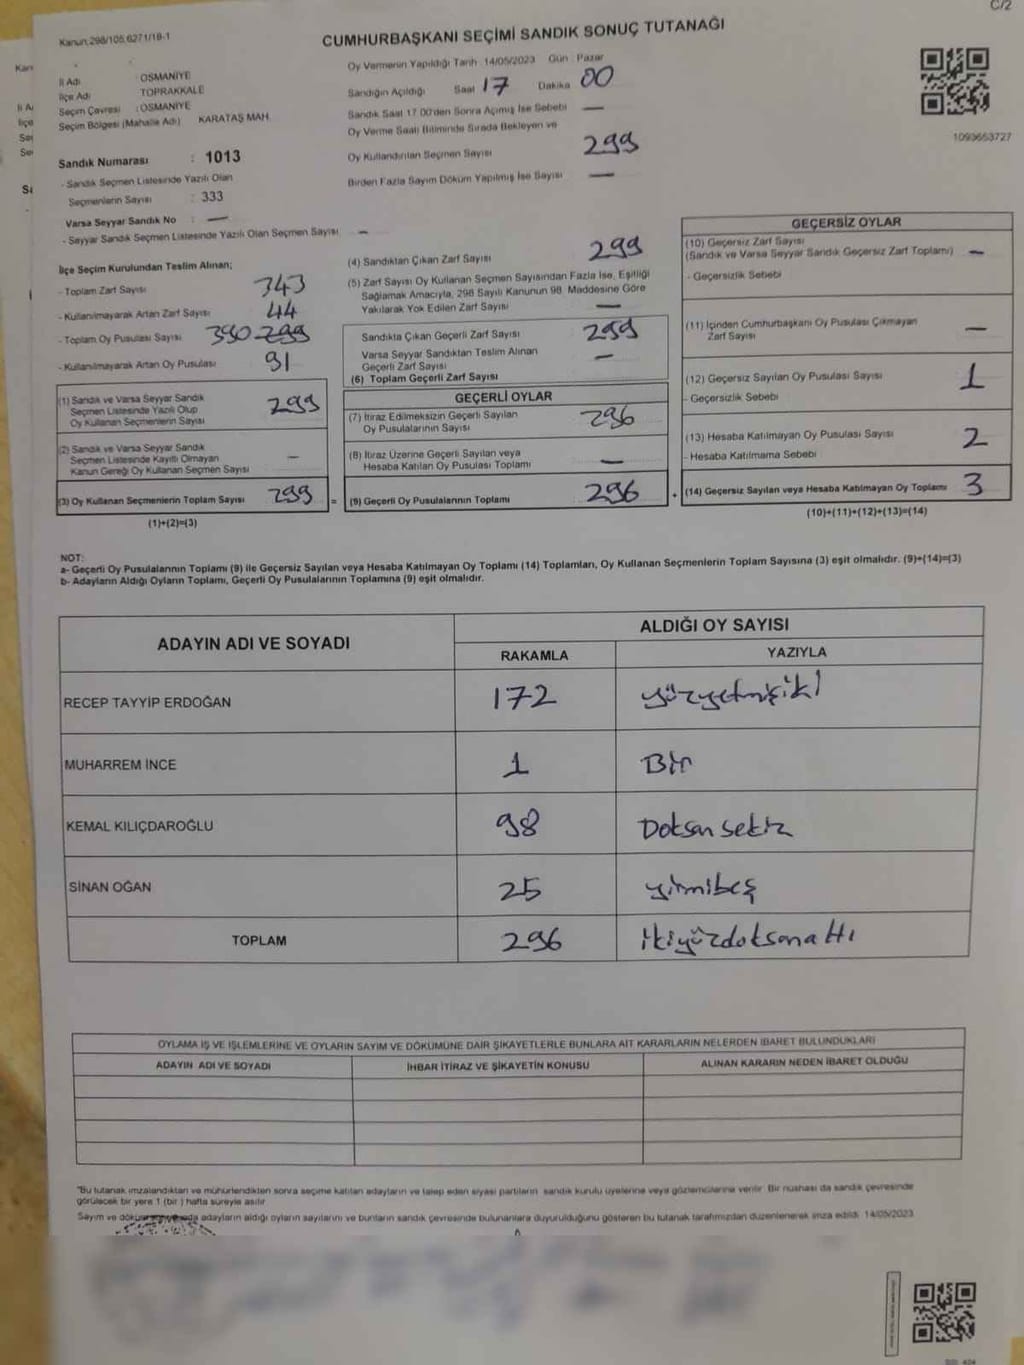 C/2
Kanun:298/105,6271/18-1
CUMHURBAŞKANI SEÇİMİ SANDIK SONUÇ TUTANAĞI
İl Adı : OSMANİYE
İlçe Adı : TOPRAKKALE
Seçim Çevresi : OSMANİYE
Seçim Bölgesi (Mahalle Adı) KARATAŞ MAH.
Sandık Numarası : 1013
- Sandık Seçmen Listesinde Yazılı Olan
Seçmenlerin Sayısı : 333
Varsa Seyyar Sandık No : —
- Seyyar Sandık Seçmen Listesinde Yazılı Olan Seçmen Sayısı —
Oy Vermenin Yapıldığı Tarih :14/05/2023 Gün : Pazar
Sandığın Açıldığı Saat 17 Dakika 00
Sandık Saat 17.00'den Sonra Açılmış İse Sebebi —
Oy Verme Saati Bitiminde Sırada Bekleyen ve
Oy Kullandırılan Seçmen Sayısı 299
Birden Fazla Sayım Döküm Yapılmış İse Sayısı —
1093653727
İlçe Seçim Kurulundan Teslim Alınan;
- Toplam Zarf Sayısı 343
- Kullanılmayarak Artan Zarf Sayısı 44
- Toplam Oy Pusulası Sayısı 390 299
- Kullanılmayarak Artan Oy Pusulası 91
(1) Sandık ve Varsa Seyyar Sandık
Seçmen Listesinde Yazılı Olup
Oy Kullanan Seçmenlerin Sayısı 299
(2) Sandık ve Varsa Seyyar Sandık
Seçmen Listesinde Kayıtlı Olmayan
Kanun Gereği Oy Kullanan Seçmen Sayısı —
(3) Oy Kullanan Seçmenlerin Toplam Sayısı 299 =
(1)+(2)=(3)
(4) Sandıktan Çıkan Zarf Sayısı 299
(5) Zarf Sayısı Oy Kullanan Seçmen Sayısından Fazla İse, Eşitliği
Sağlamak Amacıyla, 298 Sayılı Kanunun 98. Maddesine Göre
Yakılarak Yok Edilen Zarf Sayısı —
Sandıkta Çıkan Geçerli Zarf Sayısı 299
Varsa Seyyar Sandıktan Teslim Alınan
Geçerli Zarf Sayısı —
(6) Toplam Geçerli Zarf Sayısı
GEÇERLİ OYLAR
(7) İtiraz Edilmeksizin Geçerli Sayılan
Oy Pusulalarının Sayısı 296
(8) İtiraz Üzerine Geçerli Sayılan veya
Hesaba Katılan Oy Pusulası Toplamı —
(9) Geçerli Oy Pusulalarının Toplamı 296 +
GEÇERSİZ OYLAR
(10) Geçersiz Zarf Sayısı
(Sandık ve Varsa Seyyar Sandık Geçersiz Zarf Toplamı) —
- Geçersizlik Sebebi
(11) İçinden Cumhurbaşkanı Oy Pusulası Çıkmayan
Zarf Sayısı —
(12) Geçersiz Sayılan Oy Pusulası Sayısı 1
- Geçersizlik Sebebi
(13) Hesaba Katılmayan Oy Pusulası Sayısı 2
- Hesaba Katılmama Sebebi
(14) Geçersiz Sayılan veya Hesaba Katılmayan Oy Toplamı 3
(10)+(11)+(12)+(13)=(14)
NOT:
a- Geçerli Oy Pusulalarının Toplamı (9) ile Geçersiz Sayılan veya Hesaba Katılmayan Oy Toplamı (14) Toplamları, Oy Kullanan Seçmenlerin Toplam Sayısına (3) eşit olmalıdır. (9)+(14)=(3)
b- Adayların Aldığı Oyların Toplamı, Geçerli Oy Pusulalarının Toplamına (9) eşit olmalıdır.
ADAYIN ADI VE SOYADI ALDIĞI OY SAYISI
RAKAMLA YAZIYLA
RECEP TAYYİP ERDOĞAN 172 yüzyetmişiki
MUHARREM İNCE 1 Bir
KEMAL KILIÇDAROĞLU 98 Doksan sekiz
SİNAN OĞAN 25 yirmibeş
TOPLAM 296 ikiyüzdoksanaltı
OYLAMA İŞ VE İŞLEMLERİNE VE OYLARIN SAYIM VE DÖKÜMÜNE DAİR ŞİKAYETLERLE BUNLARA AİT KARARLARIN NELERDEN İBARET BULUNDUKLARI
ADAYIN ADI VE SOYADI İHBAR İTİRAZ VE ŞİKAYETİN KONUSU ALINAN KARARIN NEDEN İBARET OLDUĞU
"Bu tutanak imzalandıktan ve mühürlendikten sonra seçime katılan adayların ve talep eden siyasi partilerin sandık kurulu üyelerine veya gözlemcilerine verilir. Bir nüshası da sandık çevresinde
görülecek bir yere 1 (bir ) hafta süreyle asılır
Sayım ve döküm adayların aldığı oyların sayılarını ve bunların sandık çevresinde bulunanlara duyurulduğunu gösteren bu tutanak tarafımızdan düzenlenerek imza edildi. 14/05/2023